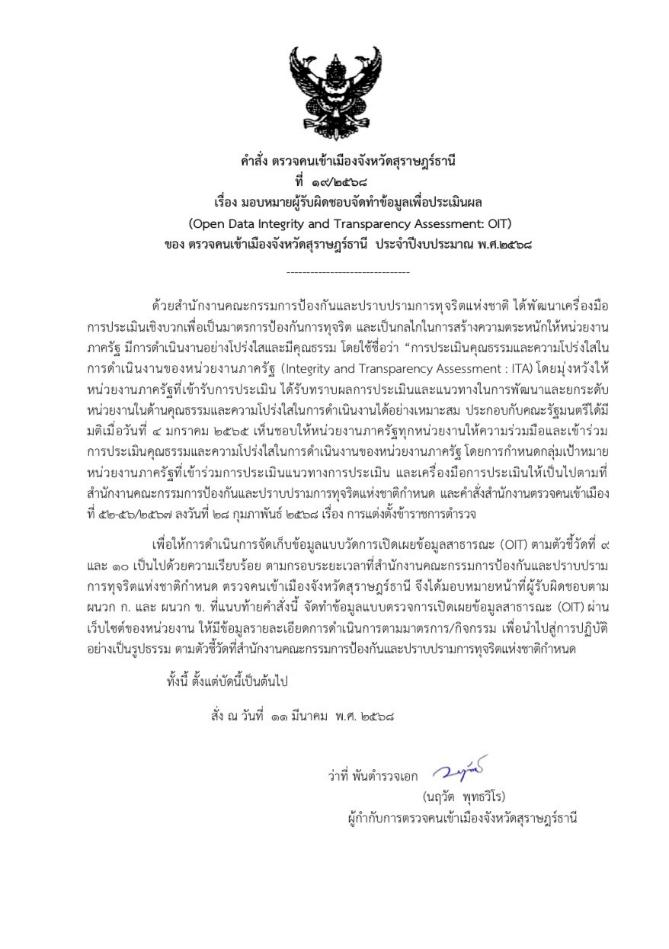 คำสั่ง ตรวจคนเข้าเมืองจังหวัดสุราษฎร์ธานี
ที่ ๑๙/๒๕๖๘
เรื่อง มอบหมายผู้รับผิดชอบจัดทำข้อมูลเพื่อประเมินผล
(Open Data Integrity and Transparency Assessment: OIT)
ของ ตรวจคนเข้าเมืองจังหวัดสุราษฎร์ธานี ประจำปีงบประมาณ พ.ศ.๒๕๖๘
-------------------------------
ด้วยสำนักงานคณะกรรมการป้องกันและปราบปรามการทุจริตแห่งชาติ ได้พัฒนาเครื่องมือ
การประเมินเชิงบวกเพื่อเป็นมาตรการป้องกันการทุจริต และเป็นกลไกในการสร้างความตระหนักให้หน่วยงาน
ภาครัฐ มีการดำเนินงานอย่างโปร่งใสและมีคุณธรรม โดยใช้ชื่อว่า “การประเมินคุณธรรมและความโปร่งใสใน
การดำเนินงานของหน่วยงานภาครัฐ (Integrity and Transparency Assessment : ITA) โดยมุ่งหวังให้
หน่วยงานภาครัฐที่เข้ารับการประเมิน ได้รับทราบผลการประเมินและแนวทางในการพัฒนาและยกระดับ
หน่วยงานในด้านคุณธรรมและความโปร่งใสในการดำเนินงานได้อย่างเหมาะสม ประกอบกับคณะรัฐมนตรีได้มี
มติเมื่อวันที่ ๔ มกราคม ๒๕๖๕ เห็นชอบให้หน่วยงานภาครัฐทุกหน่วยงานให้ความร่วมมือและเข้าร่วม
การประเมินคุณธรรมและความโปร่งใสในการดำเนินงานของหน่วยงานภาครัฐ โดยการกำหนดกลุ่มเป้าหมาย
หน่วยงานภาครัฐที่เข้าร่วมการประเมินแนวทางการประเมิน และเครื่องมือการประเมินให้เป็นไปตามที่
สำนักงานคณะกรรมการป้องกันและปราบปรามการทุจริตแห่งชาติกำหนด และคำสั่งสำนักงานตรวจคนเข้าเมือง
ที่ ๕๒-๕๖/๒๕๖๗ ลงวันที่ ๒๘ กุมภาพันธ์ ๒๕๖๘ เรื่อง การแต่งตั้งข้าราชการตำรวจ
เพื่อให้การดำเนินการจัดเก็บข้อมูลแบบวัดการเปิดเผยข้อมูลสาธารณะ (OIT) ตามตัวชี้วัดที่ ๙
และ ๑๐ เป็นไปด้วยความเรียบร้อย ตามกรอบระยะเวลาที่สำนักงานคณะกรรมการป้องกันและปราบปราม
การทุจริตแห่งชาติกำหนด ตรวจคนเข้าเมืองจังหวัดสุราษฎร์ธานี จึงได้มอบหมายหน้าที่ผู้รับผิดชอบตาม
ผนวก ก. และ ผนวก ข. ที่แนบท้ายคำสั่งนี้ จัดทำข้อมูลแบบตรวจการเปิดเผยข้อมูลสาธารณะ (OIT) ผ่าน
เว็บไซต์ของหน่วยงาน ให้มีข้อมูลรายละเอียดการดำเนินการตามมาตรการ/กิจกรรม เพื่อนำไปสู่การปฏิบัติ
อย่างเป็นรูปธรรม ตามตัวชี้วัดที่สำนักงานคณะกรรมการป้องกันและปราบปรามการทุจริตแห่งชาติกำหนด
ทั้งนี้ ตั้งแต่บัดนี้เป็นต้นไป
สั่ง ณ วันที่ ๑๑ มีนาคม พ.ศ. ๒๕๖๘
ว่าที่ พันตำรวจเอก
(นฤวัต พุทธวิโร)
ผู้กำกับการตรวจคนเข้าเมืองจังหวัดสุราษฎร์ธานี